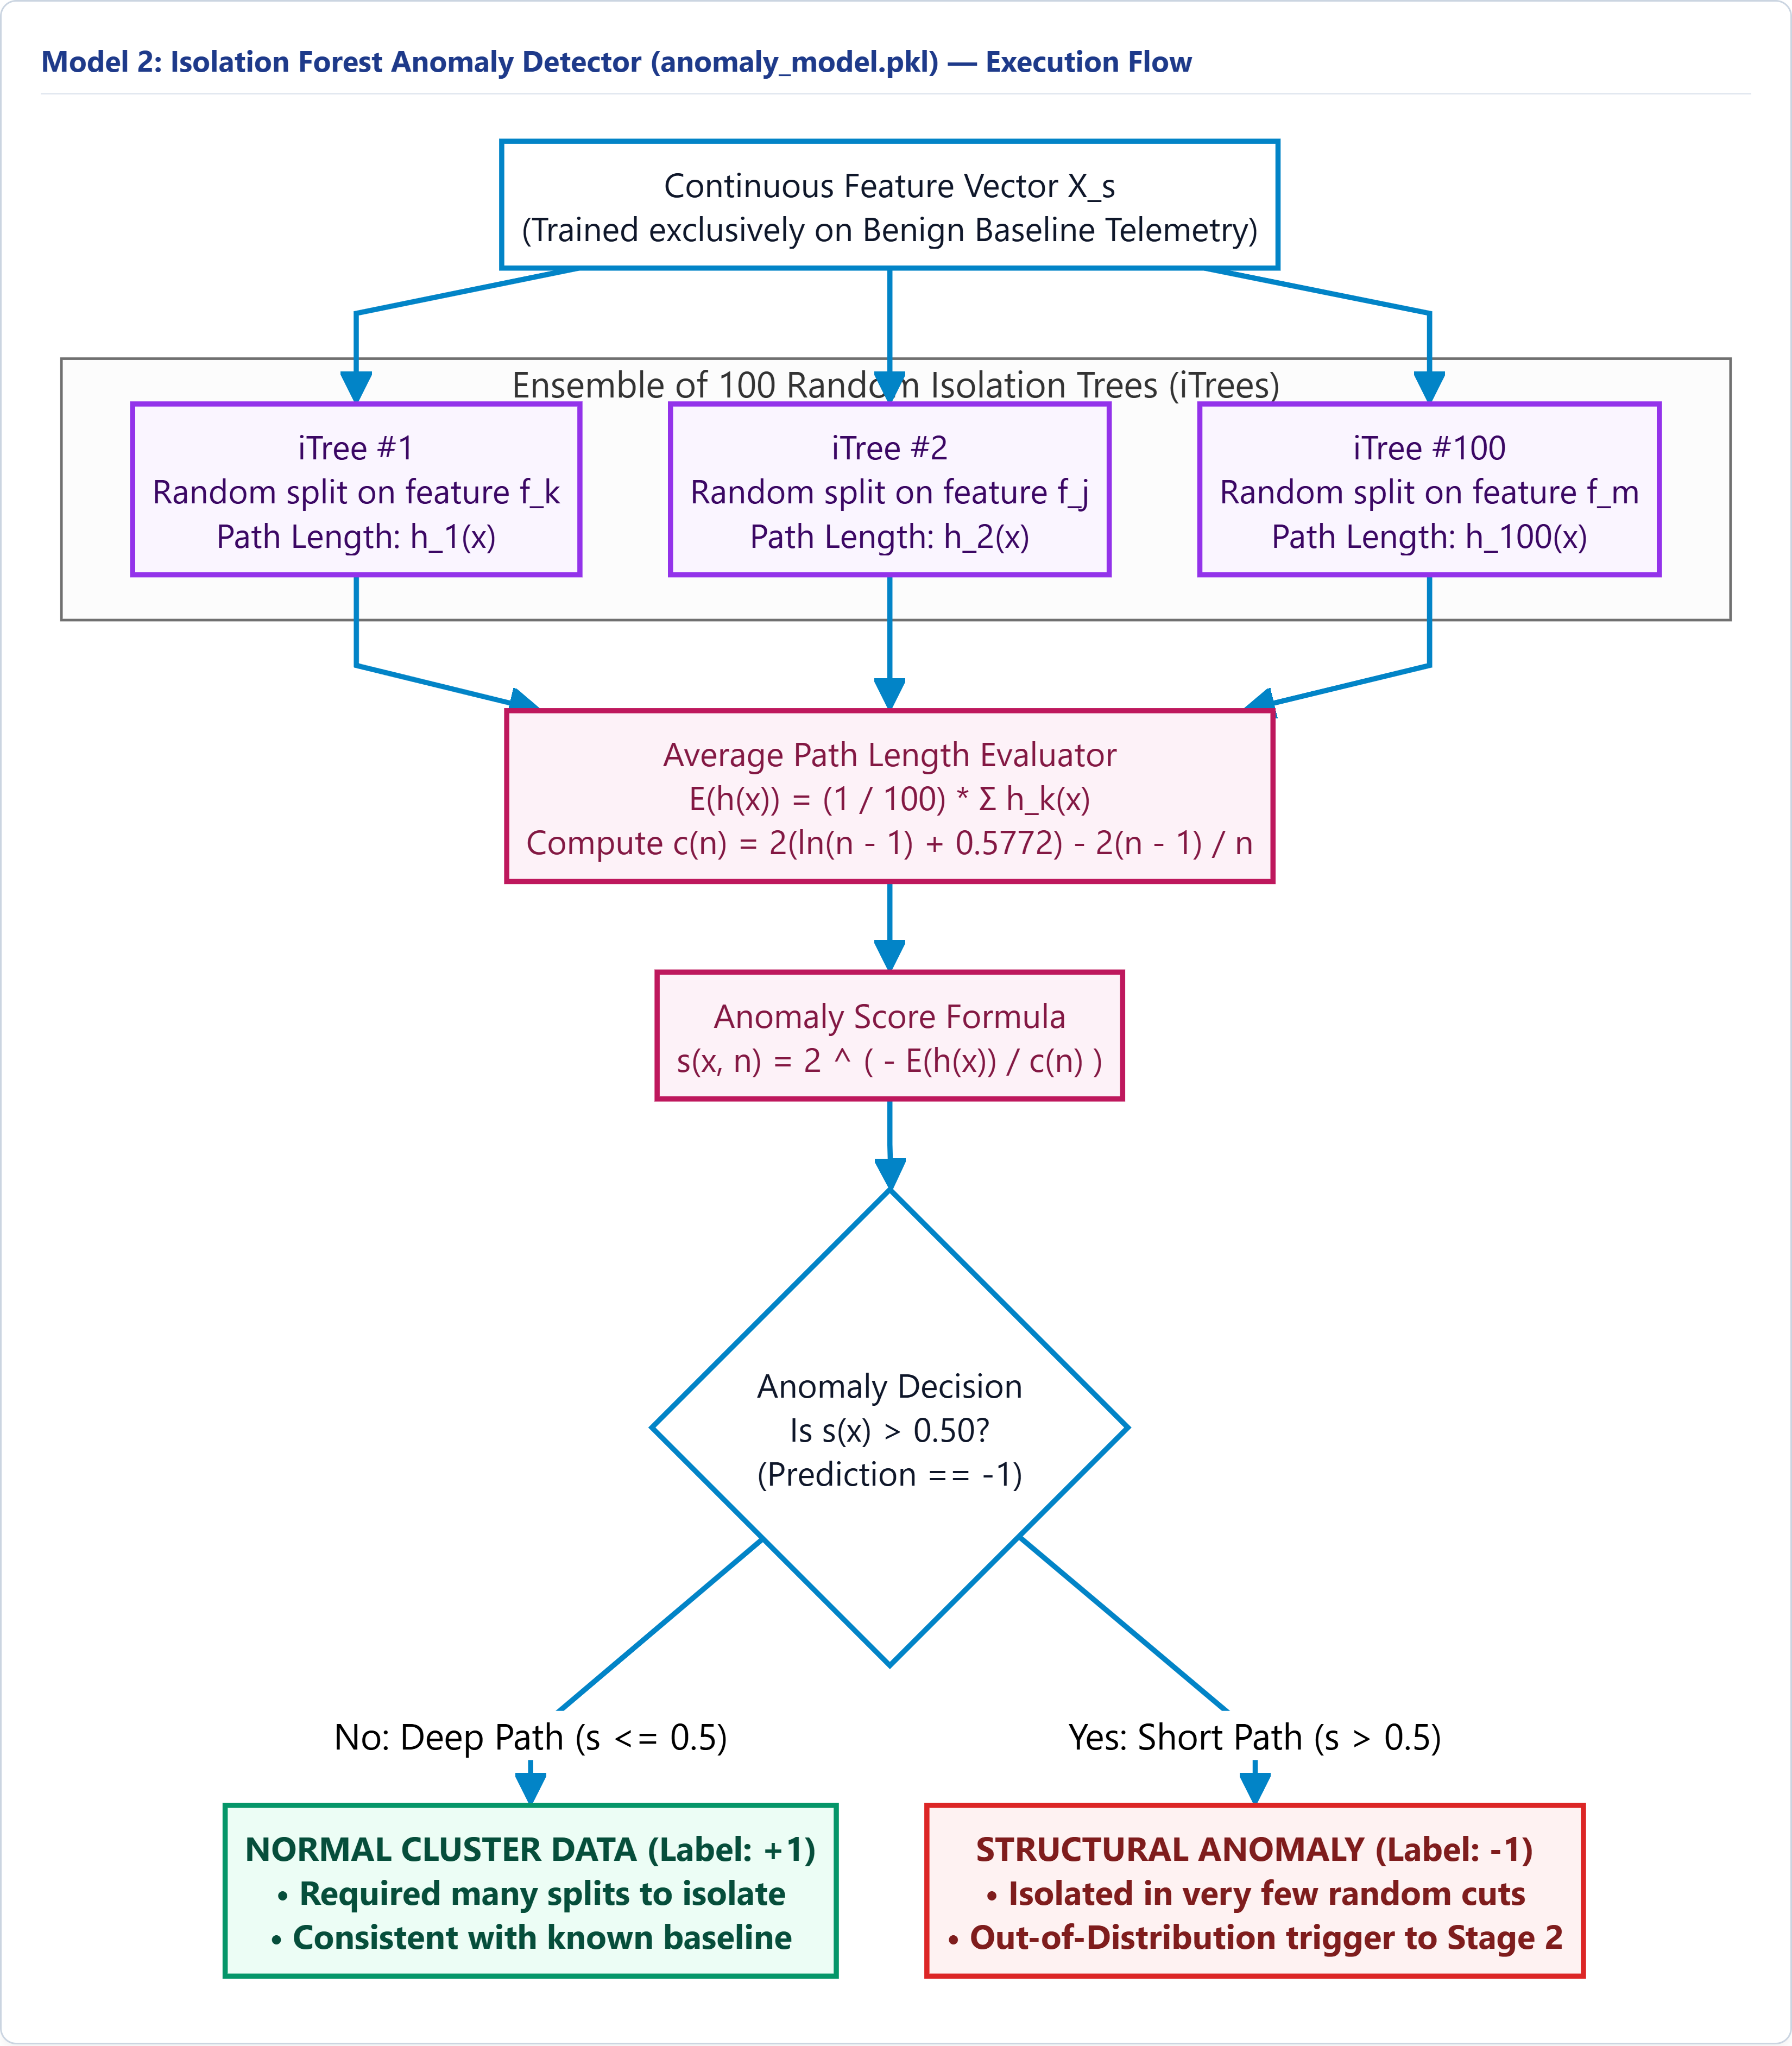 Model 2: Isolation Forest Anomaly Detector (anomaly_model.pkl) — Execution Flow
Continuous Feature Vector X_s
(Trained exclusively on Benign Baseline Telemetry)
Ensemble of 100 Random Isolation Trees (iTrees)
iTree #1
Random split on feature f_k
Path Length: h_1(x)
iTree #2
Random split on feature f_j
Path Length: h_2(x)
iTree #100
Random split on feature f_m
Path Length: h_100(x)
Average Path Length Evaluator
E(h(x)) = (1 / 100) * Σ h_k(x)
Compute c(n) = 2(ln(n - 1) + 0.5772) - 2(n - 1) / n
Anomaly Score Formula
s(x, n) = 2 ^ ( - E(h(x)) / c(n) )
Anomaly Decision
Is s(x) > 0.50?
(Prediction == -1)
No: Deep Path (s <= 0.5)
Yes: Short Path (s > 0.5)
NORMAL CLUSTER DATA (Label: +1)
• Required many splits to isolate
• Consistent with known baseline
STRUCTURAL ANOMALY (Label: -1)
• Isolated in very few random cuts
• Out-of-Distribution trigger to Stage 2